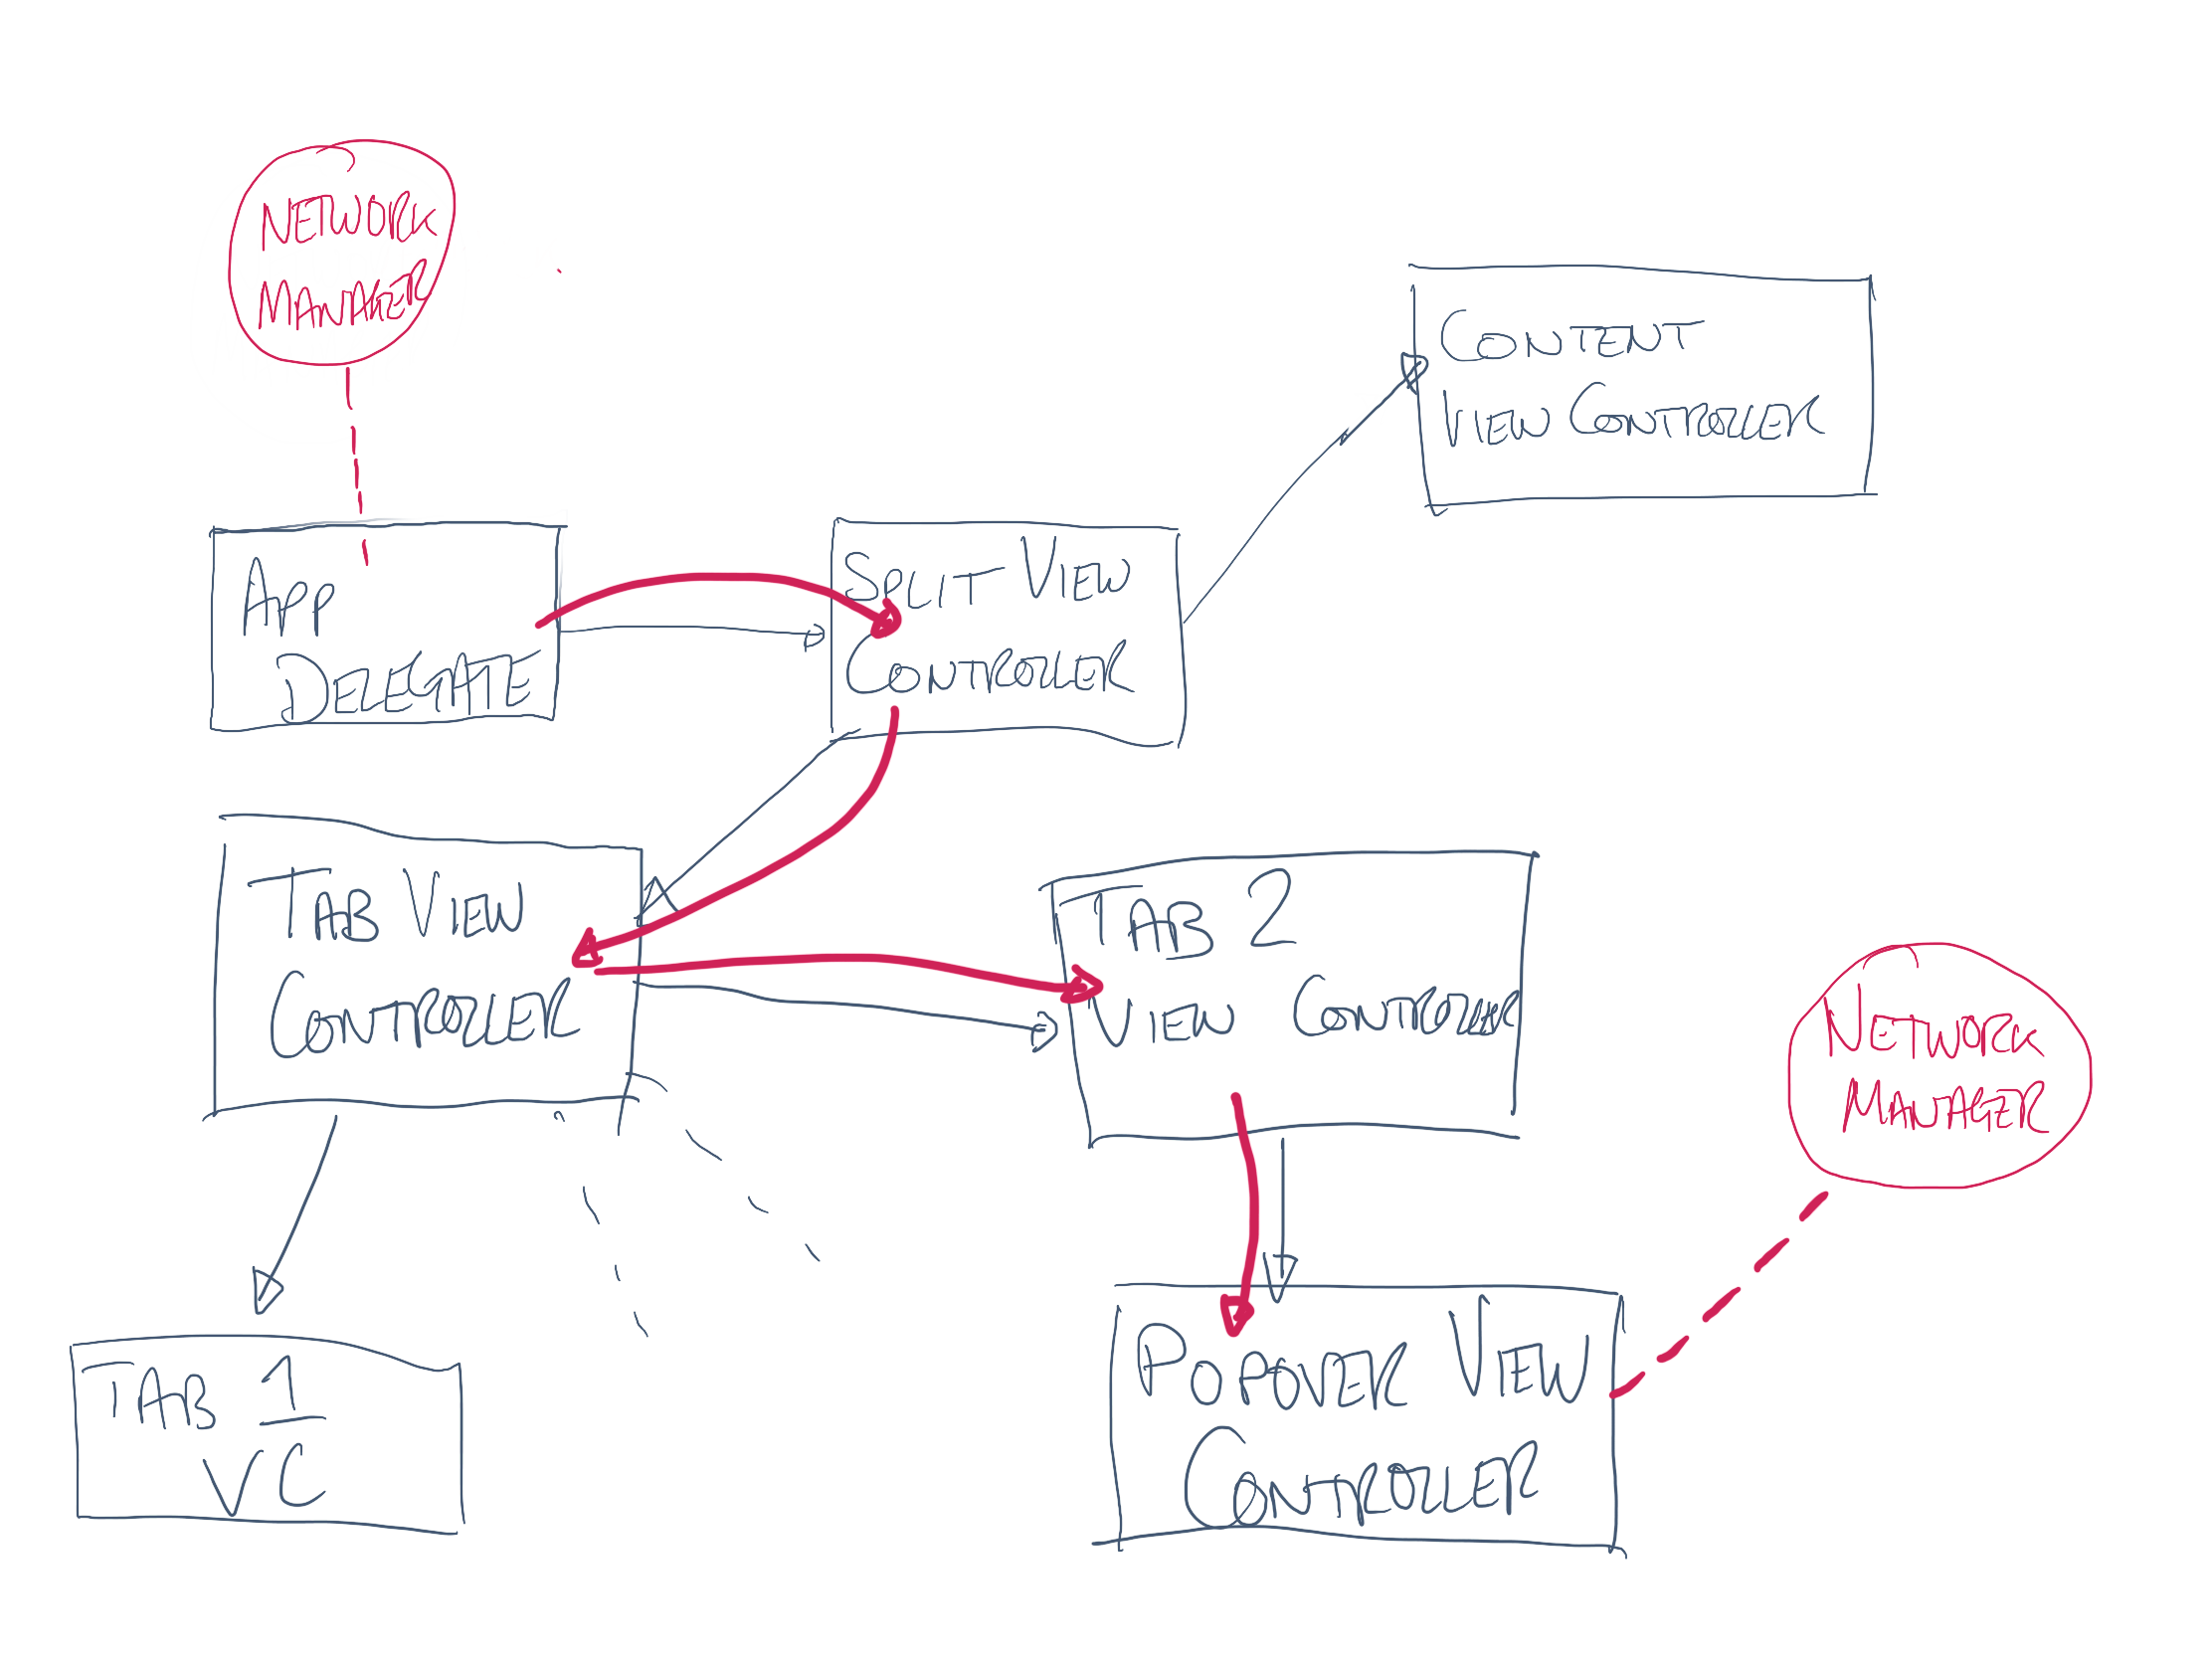 NETWORK
MANAGER
CONTENT
VIEW CONTROLLER
APP
DELEGATE
SPLIT VIEW
CONTROLLER
TAB VIEW
CONTROLLER
TAB 2
VIEW CONTROLLER
NETWORK
MANAGER
TAB 1
VC
POPOVER VIEW
CONTROLLER